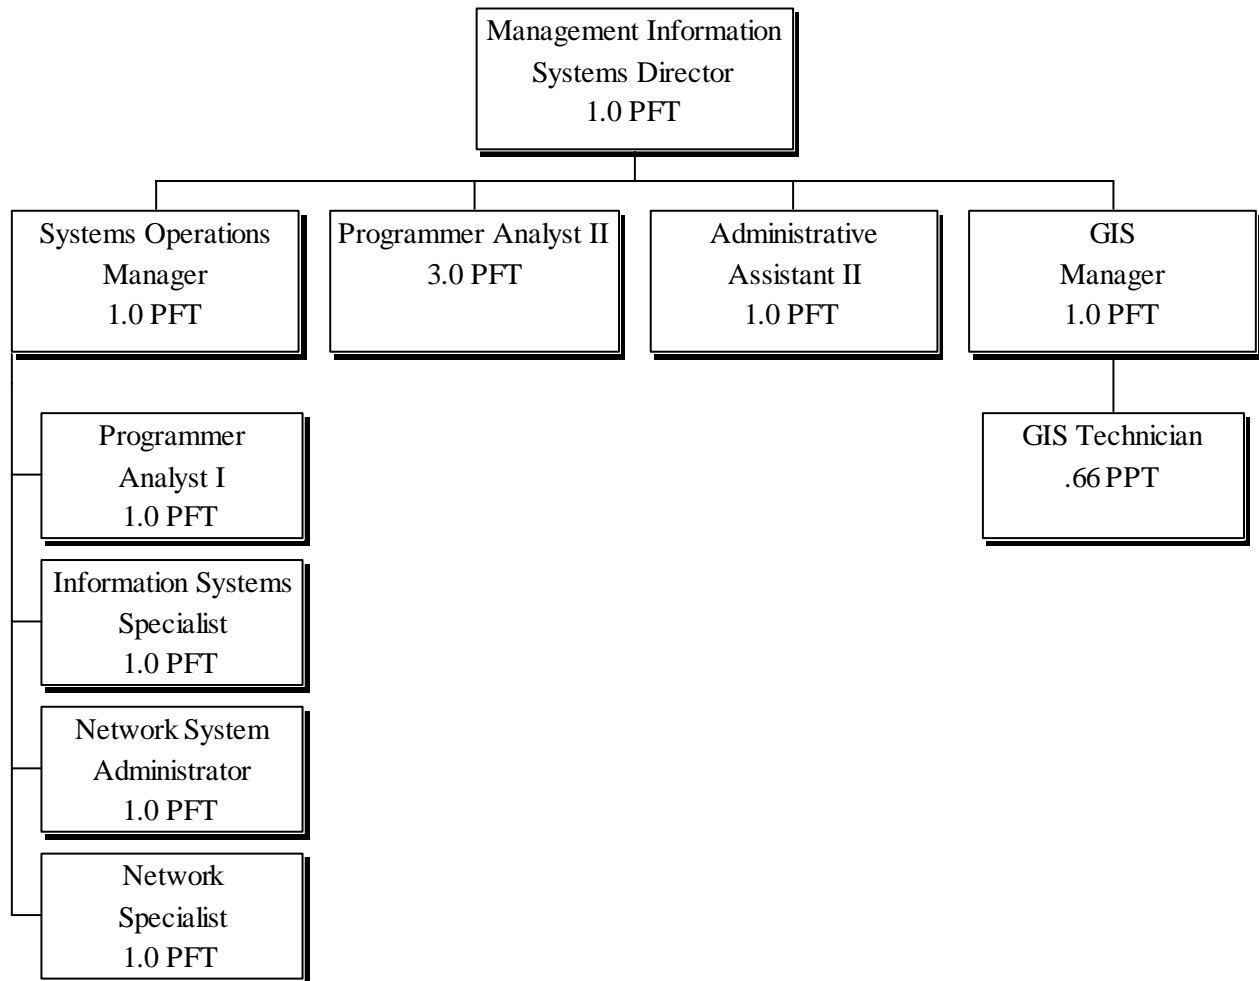 Management Information
Systems Director
1.0 PFT
Systems Operations
Manager
1.0 PFT
Programmer Analyst II
3.0 PFT
Administrative
Assistant II
1.0 PFT
GIS
Manager
1.0 PFT
Programmer
Analyst I
1.0 PFT
GIS Technician
.66 PPT
Information Systems
Specialist
1.0 PFT
Network System
Administrator
1.0 PFT
Network
Specialist
1.0 PFT